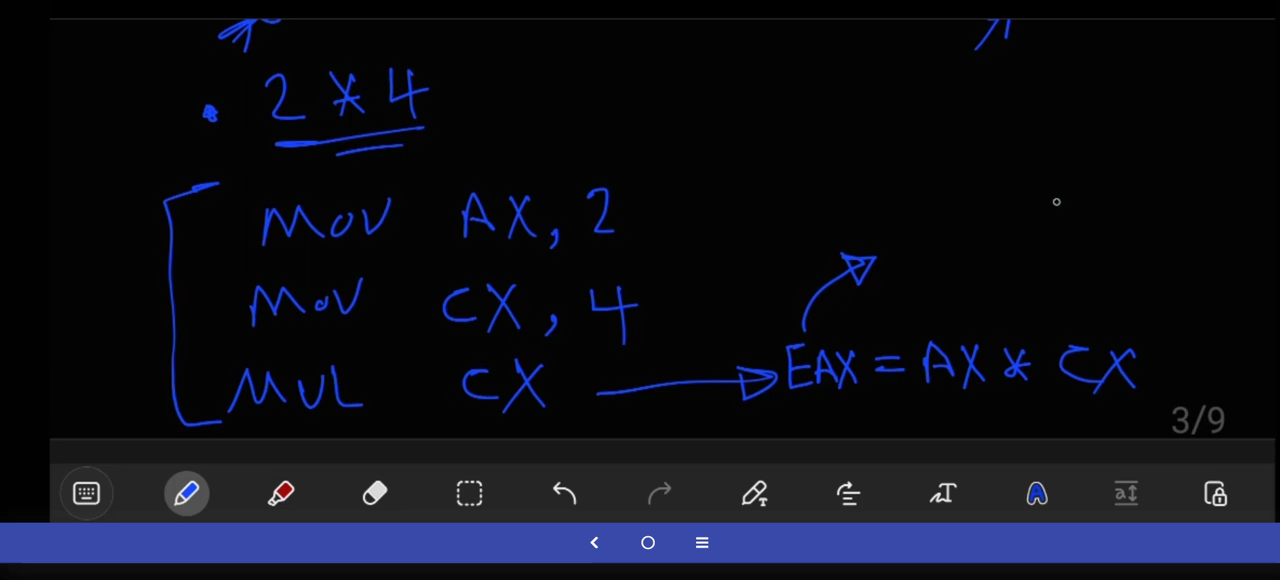 2 * 4
MOV AX, 2
MOV CX, 4
MUL CX → EAX = AX * CX
3/9